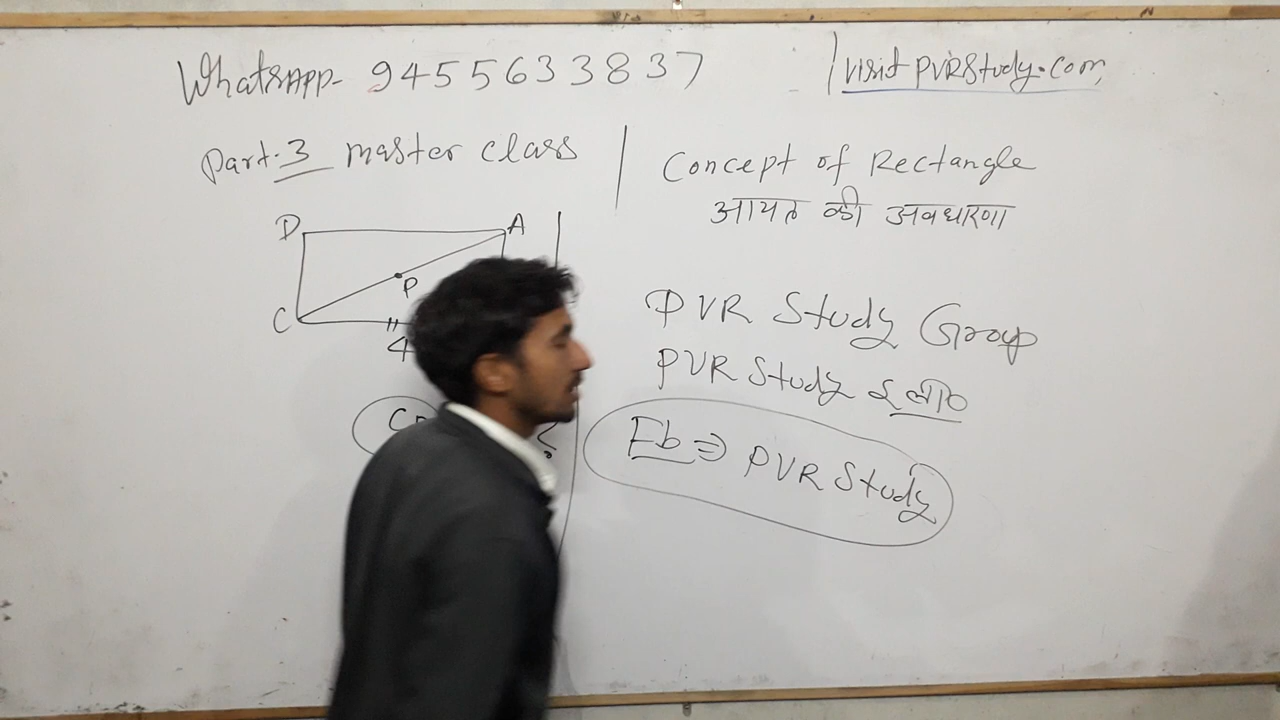 WhatsAPP- 9455633837
visit PVRStudy.com
Part-3 master class
Concept of Rectangle
आयत की अवधारणा
D A
P
C
4
PVR Study Group
PVR Study
Fb ⇒ PVR Study